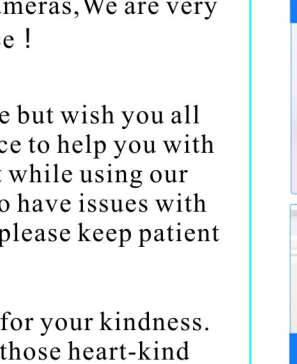 meras, We are very
e！
e but wish you all
ce to help you with
while using our
o have issues with
please keep patient
for your kindness.
those heart-kind